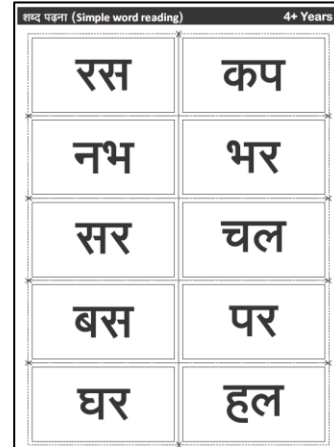 शब्द पढ़ना (Simple word reading) 4+ Years
रस कप
नभ भर
सर चल
बस पर
घर हल